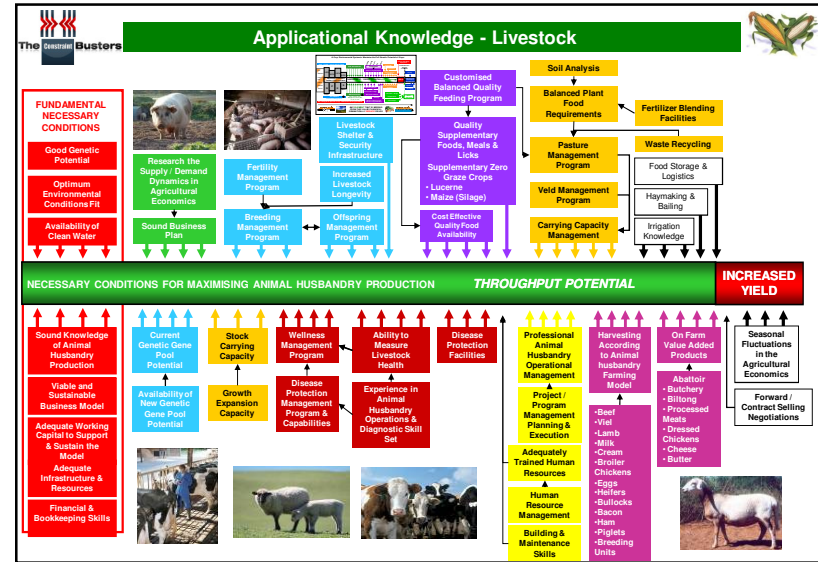 The Constraint Busters
Applicational Knowledge - Livestock
FUNDAMENTAL
NECESSARY
CONDITIONS
Good Genetic
Potential
Optimum
Environmental
Conditions Fit
Availability of
Clean Water
Research the
Supply / Demand
Dynamics in
Agricultural
Economics
Sound Business
Plan
Fertility
Management
Program
Breeding
Management
Program
Livestock
Shelter &
Security
Infrastructure
Increased
Livestock
Longevity
Offspring
Management
Program
Customised
Balanced Quality
Feeding Program
Quality
Supplementary
Foods, Meals &
Licks
Supplementary Zero
Graze Crops
• Lucerne
• Maize (Silage)
Cost Effective
Quality Food
Availability
Soil Analysis
Balanced Plant
Food
Requirements
Pasture
Management
Program
Veld Management
Program
Carrying Capacity
Management
Fertilizer Blending
Facilities
Waste Recycling
Food Storage &
Logistics
Haymaking &
Bailing
Irrigation
Knowledge
NECESSARY CONDITIONS FOR MAXIMISING ANIMAL HUSBANDRY PRODUCTION
THROUGHPUT POTENTIAL
INCREASED
YIELD
Sound Knowledge
of Animal
Husbandry
Production
Viable and
Sustainable
Business Model
Adequate Working
Capital to Support
& Sustain the
Model
Adequate
Infrastructure &
Resources
Financial &
Bookkeeping Skills
Current
Genetic Gene
Pool
Potential
Availability of
New Genetic
Gene Pool
Potential
Stock
Carrying
Capacity
Growth
Expansion
Capacity
Wellness
Management
Program
Disease
Protection
Management
Program &
Capabilities
Ability to
Measure
Livestock
Health
Experience in
Animal
Husbandry
Operations &
Diagnostic Skill
Set
Disease
Protection
Facilities
Professional
Animal
Husbandry
Operational
Management
Project /
Program
Management
Planning &
Execution
Adequately
Trained Human
Resources
Human
Resource
Management
Building &
Maintenance
Skills
Harvesting
According
to Animal
husbandry
Farming
Model
•Beef
•Viel
•Lamb
•Milk
•Cream
•Broiler
Chickens
•Eggs
•Heifers
•Bullocks
•Bacon
•Ham
•Piglets
•Breeding
Units
On Farm
Value Added
Products
Abattoir
• Butchery
• Biltong
• Processed
Meats
• Dressed
Chickens
• Cheese
• Butter
Seasonal
Fluctuations
in the
Agricultural
Economics
Forward /
Contract Selling
Negotiations